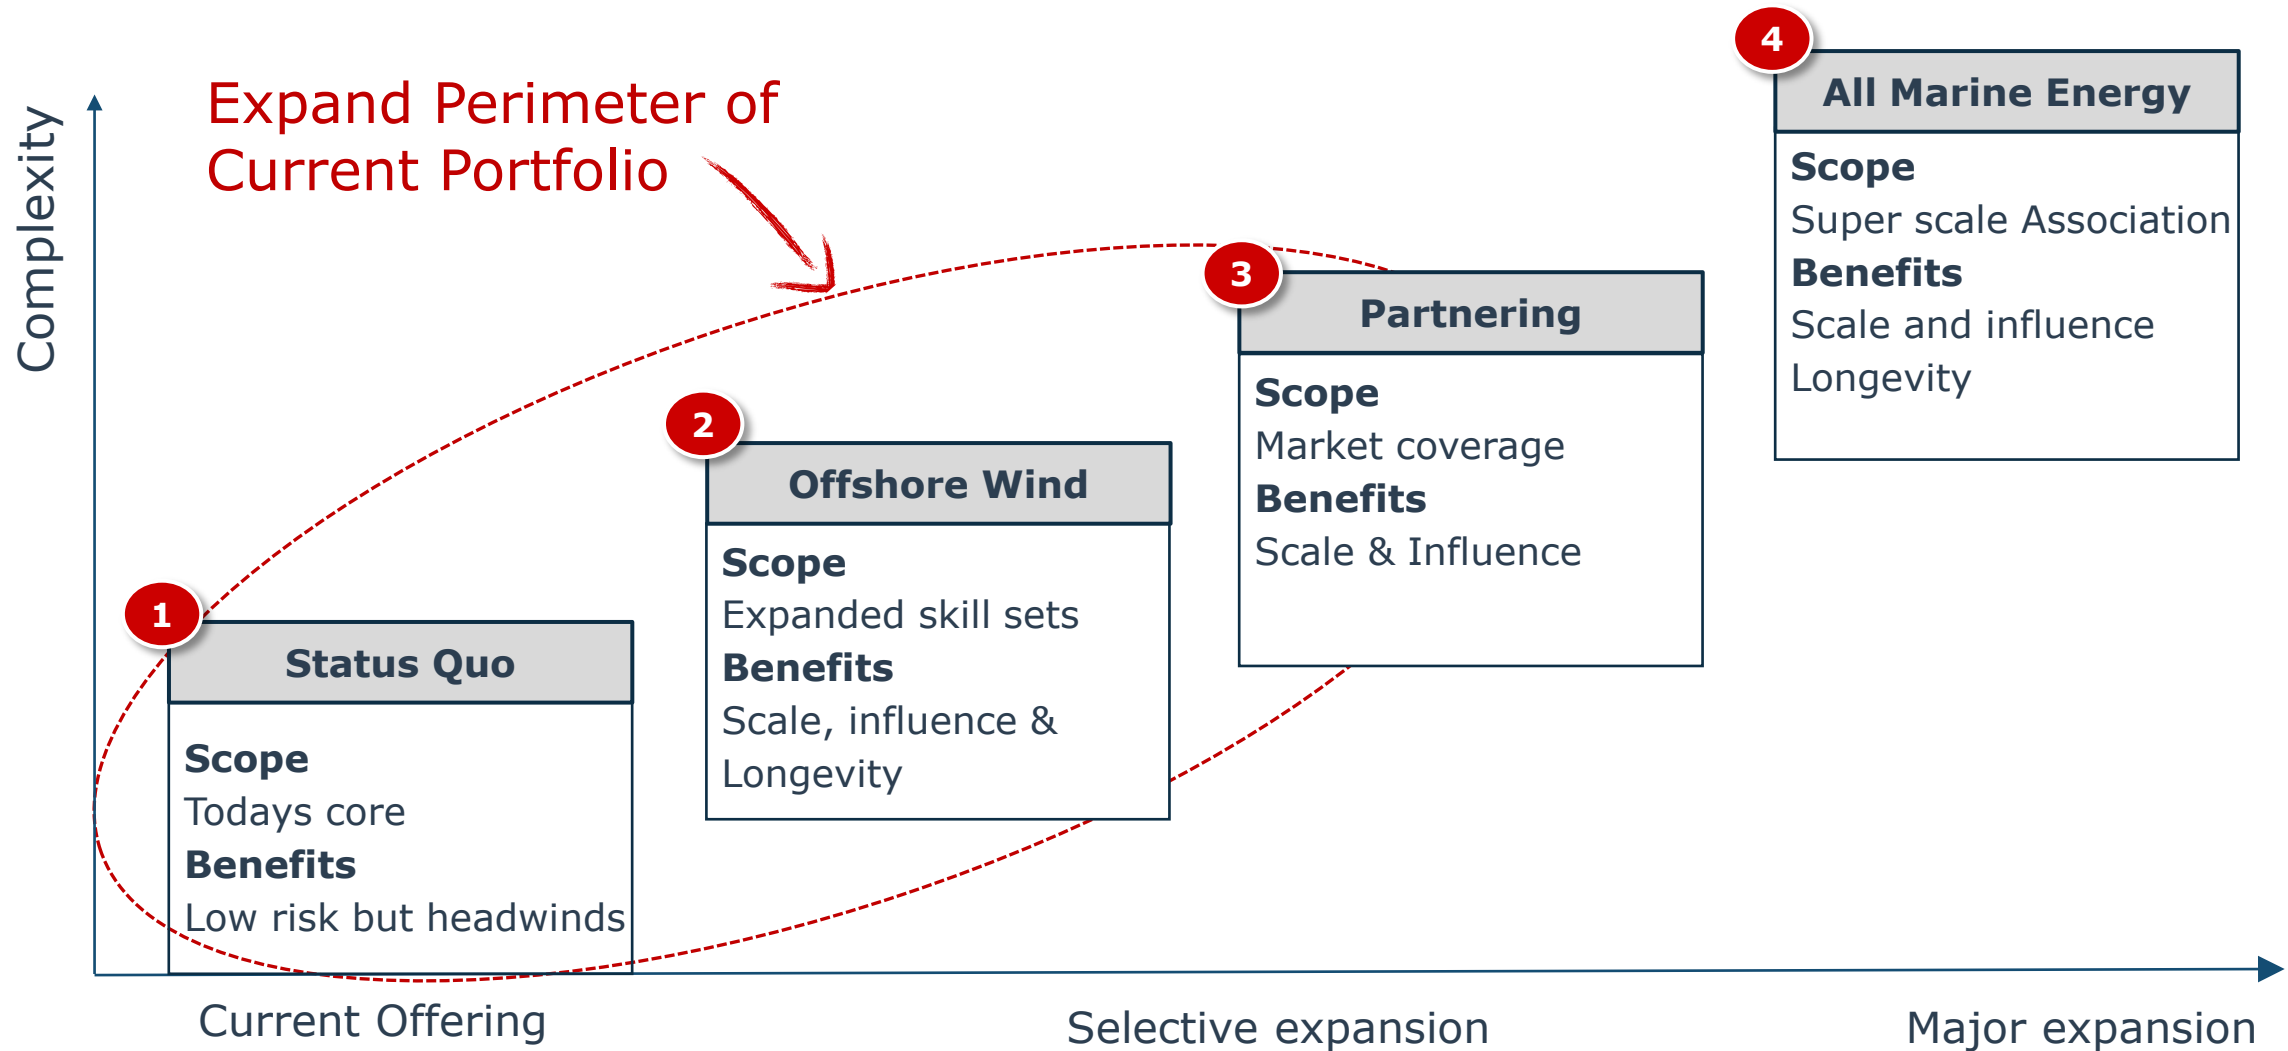 Complexity
Expand Perimeter of
Current Portfolio
1
Status Quo
Scope
Todays core
Benefits
Low risk but headwinds
2
Offshore Wind
Scope
Expanded skill sets
Benefits
Scale, influence &
Longevity
3
Partnering
Scope
Market coverage
Benefits
Scale & Influence
4
All Marine Energy
Scope
Super scale Association
Benefits
Scale and influence
Longevity
Current Offering
Selective expansion
Major expansion